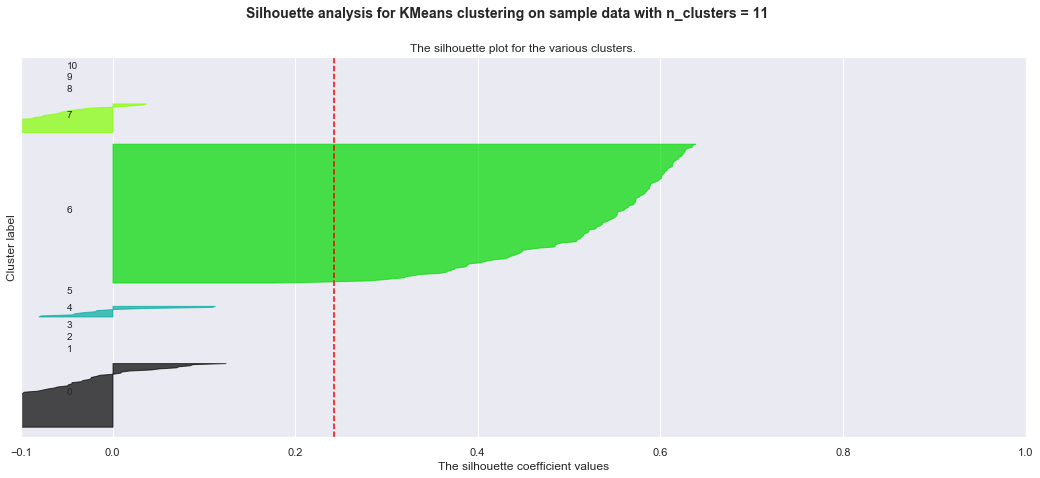 Silhouette analysis for KMeans clustering on sample data with n_clusters = 11
The silhouette plot for the various clusters.
10
9
8
7
6
5
4
3
2
1
0
Cluster label
−0.1 0.0 0.2 0.4 0.6 0.8 1.0
The silhouette coefficient values